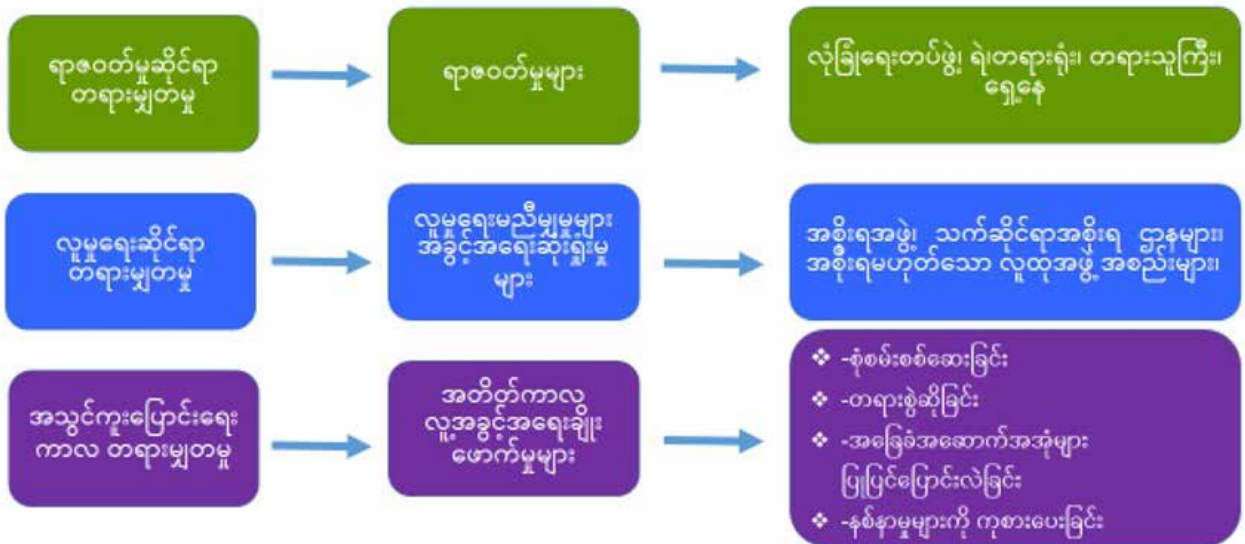 ရာဇဝတ်မှုဆိုင်ရာ
တရားမျှတမှု
ရာဇဝတ်မှုများ
လုံခြုံရေးတပ်ဖွဲ့၊ ရဲ၊တရားရုံး၊ တရားသူကြီး၊
ရှေ့နေ
လူမှုရေးဆိုင်ရာ
တရားမျှတမှု
လူမှုရေးမညီမျှမှုများ
အခွင့်အရေးဆုံးရှုံးမှု
များ
အစိုးရအဖွဲ့၊ သက်ဆိုင်ရာအစိုးရ ဌာနများ၊
အစိုးရမဟုတ်သော လူထုအဖွဲ့ အစည်းများ၊
အသွင်ကူးပြောင်းရေး
ကာလ တရားမျှတမှု
အတိတ်ကာလ
လူ့အခွင့်အရေးချိုး
ဖောက်မှုများ
❖ -စုံစမ်းစစ်ဆေးခြင်း
❖ -တရားစွဲဆိုခြင်း
❖ -အခြေခံအဆောက်အအုံများ
ပြုပြင်ပြောင်းလဲခြင်း
❖ -နစ်နာမှုများကို ကုစားပေးခြင်း